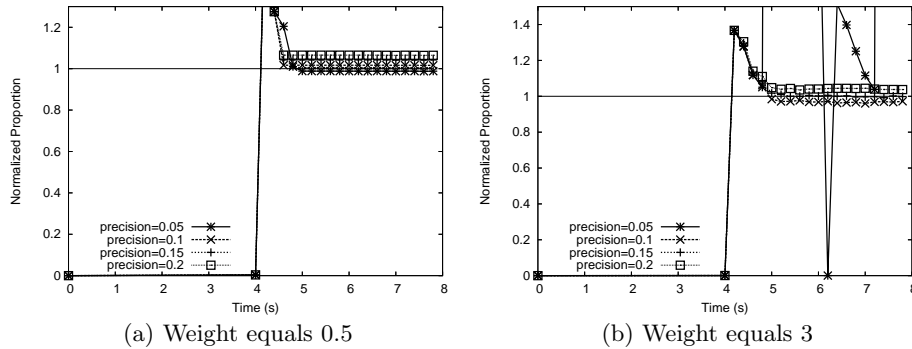 1.2
1
0.8
0.6
0.4
0.2
0
Normalized Proportion
precision=0.05
precision=0.1
precision=0.15
precision=0.2
0 1 2 3 4 5 6 7 8
Time (s)
(a) Weight equals 0.5
1.4
1.2
1
0.8
0.6
0.4
0.2
0
Normalized Proportion
precision=0.05
precision=0.1
precision=0.15
precision=0.2
0 1 2 3 4 5 6 7 8
Time (s)
(b) Weight equals 3